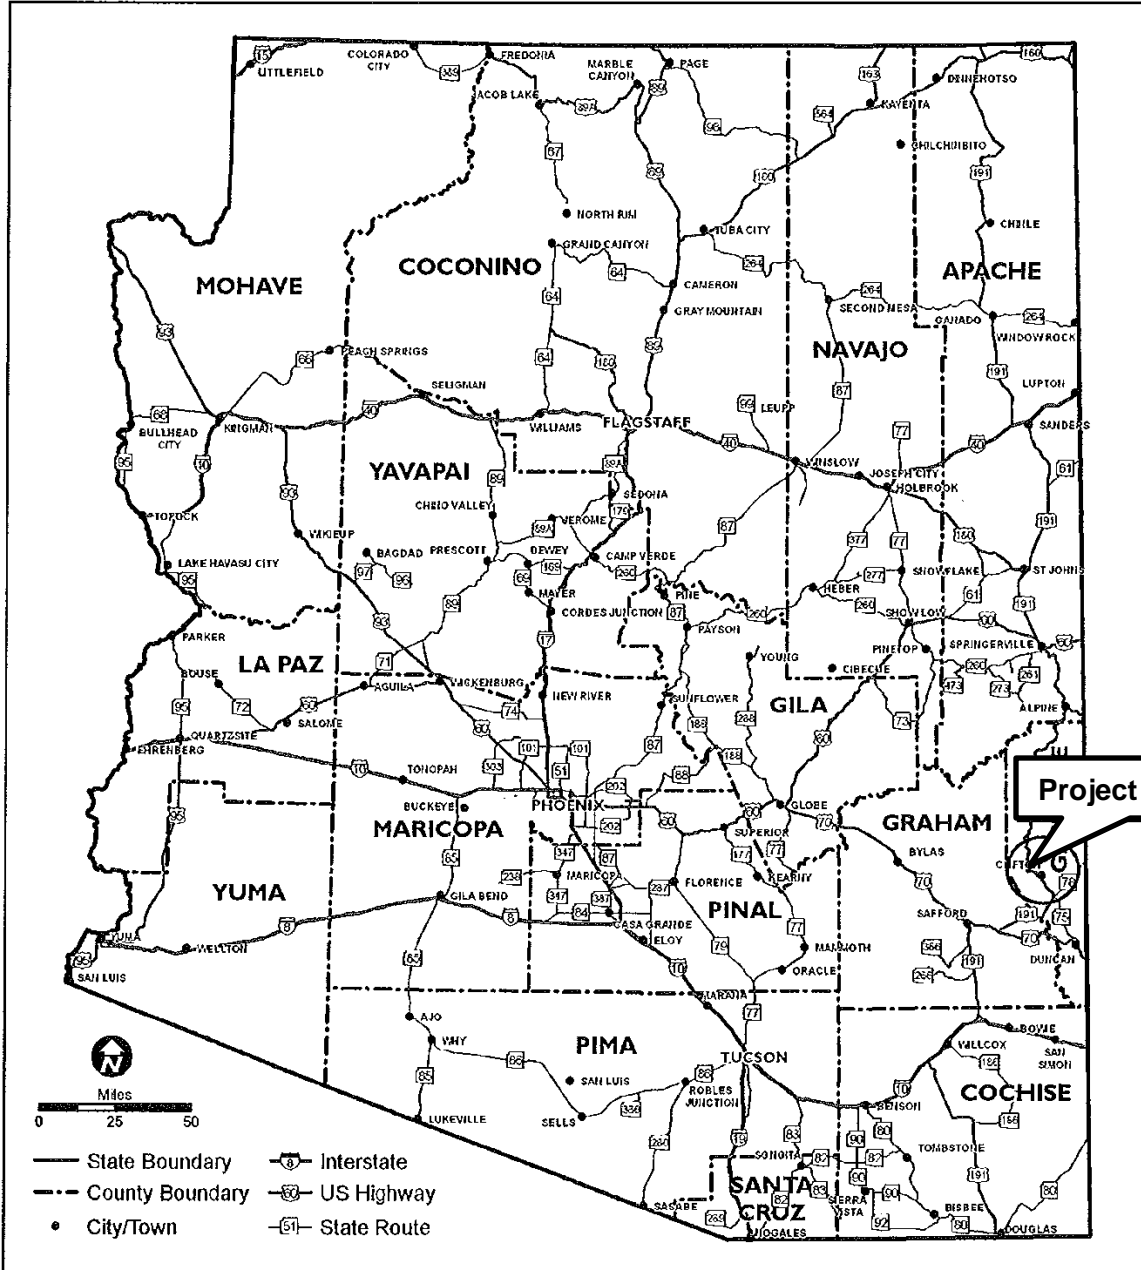 LITTLEFIELD
COLORADO
CITY
FREDONIA
MARBLE
CANYON
PAGE
DENNEHOTSO
KAYENTA
CHILCHINBITO
NORTH RIM
GRAND CANYON
TUBA CITY
CHINLE
MOHAVE
COCONINO
APACHE
CAMERON
GRAY MOUNTAIN
SECOND MESA
GANADO
WINDOW ROCK
NAVAJO
PEACH SPRINGS
SELIGMAN
LUPTON
BULLHEAD
CITY
KINGMAN
WILLIAMS
FLAGSTAFF
LEUPP
SANDERS
YAVAPAI
WINSLOW
JOSEPH CITY
HOLBROOK
CHINO VALLEY
SEDONA
TOPOCK
WIKIEUP
BAGDAD
PRESCOTT
DEWEY
CAMP VERDE
LAKE HAVASU CITY
MAYER
CORDES JUNCTION
PINE
HEBER
SNOWFLAKE
ST JOHNS
SHOW LOW
PARKER
PAYSON
PINETOP
SPRINGERVILLE
LA PAZ
YOUNG
CIBECUE
AGUILA
WICKENBURG
NEW RIVER
SUNFLOWER
GILA
ALPINE
SALOME
QUARTZSITE
EHRENBERG
TONOPAH
BUCKEYE
PHOENIX
GLOBE
Project
MARICOPA
SUPERIOR
GRAHAM
BYLAS
YUMA
GILA BEND
MARICOPA
FLORENCE
KEARNY
PINAL
CASA GRANDE
ELOY
SAFFORD
YUMA
WELLTON
MAMMOTH
ORACLE
DUNCAN
SAN LUIS
MARANA
AJO
WHY
PIMA
TUCSON
BOWIE
WILLCOX
SAN
SIMON
SAN LUIS
ROBLES
JUNCTION
COCHISE
LUKEVILLE
SELLS
BENSON
TOMBSTONE
SONOITA
SANTA
CRUZ
SIERRA
VISTA
BISBEE
SASABE
NOGALES
DOUGLAS
N
Miles
0 25 50
State Boundary
8 Interstate
County Boundary
60 US Highway
City/Town
51 State Route